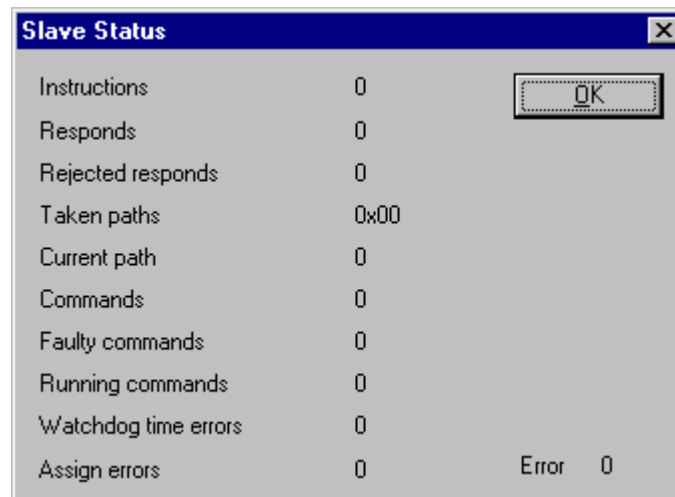 Slave Status
Instructions 0 OK
Responds 0
Rejected responds 0
Taken paths 0x00
Current path 0
Commands 0
Faulty commands 0
Running commands 0
Watchdog time errors 0
Assign errors 0 Error 0